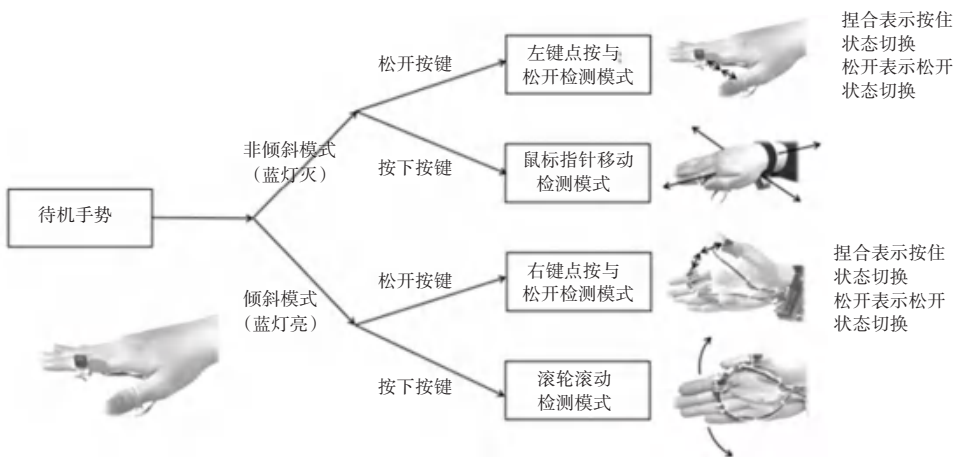 待机手势
非倾斜模式
（蓝灯灭）
松开按键
左键点按与
松开检测模式
捏合表示按住
状态切换
松开表示松开
状态切换
按下按键
鼠标指针移动
检测模式
倾斜模式
（蓝灯亮）
松开按键
右键点按与
松开检测模式
捏合表示按住
状态切换
松开表示松开
状态切换
按下按键
滚轮滚动
检测模式